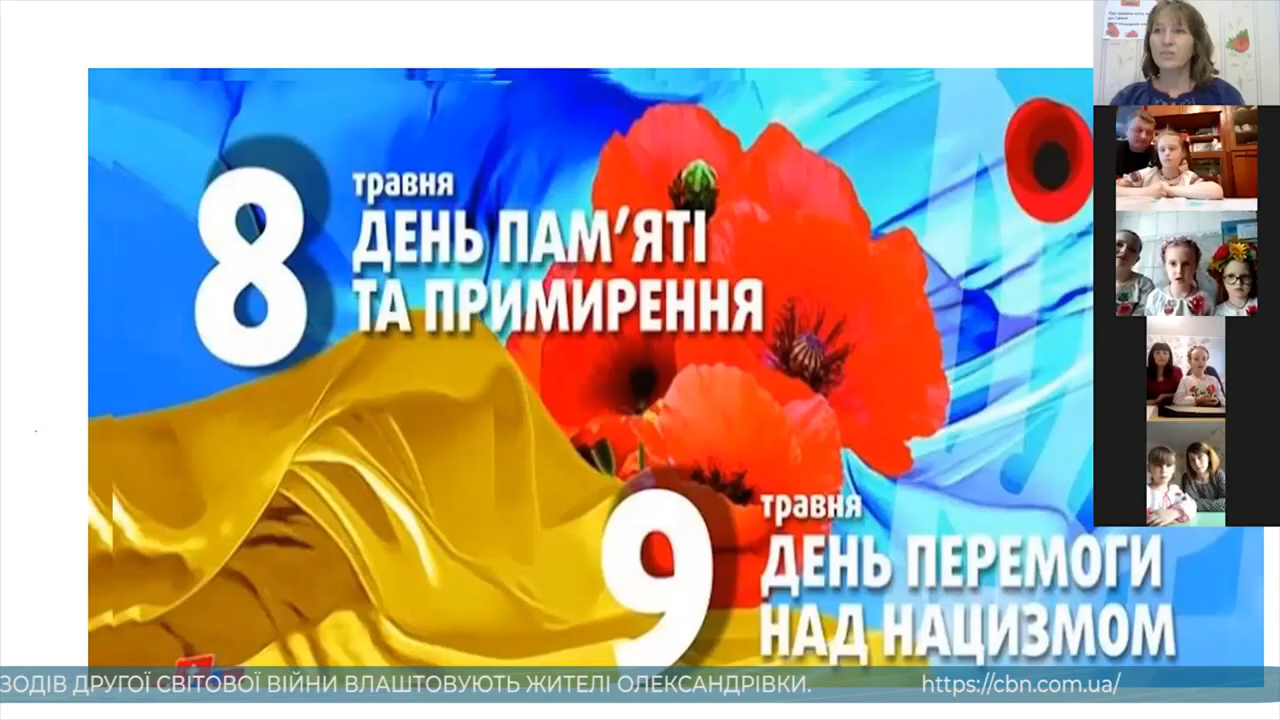 8
травня
ДЕНЬ ПАМ'ЯТІ
ТА ПРИМИРЕННЯ
9
травня
ДЕНЬ ПЕРЕМОГИ
НАД НАЦИЗМОМ
ЗОДІВ ДРУГОЇ СВІТОВОЇ ВІЙНИ ВЛАШТОВУЮТЬ ЖИТЕЛІ ОЛЕКСАНДРІВКИ.
https://cbn.com.ua/